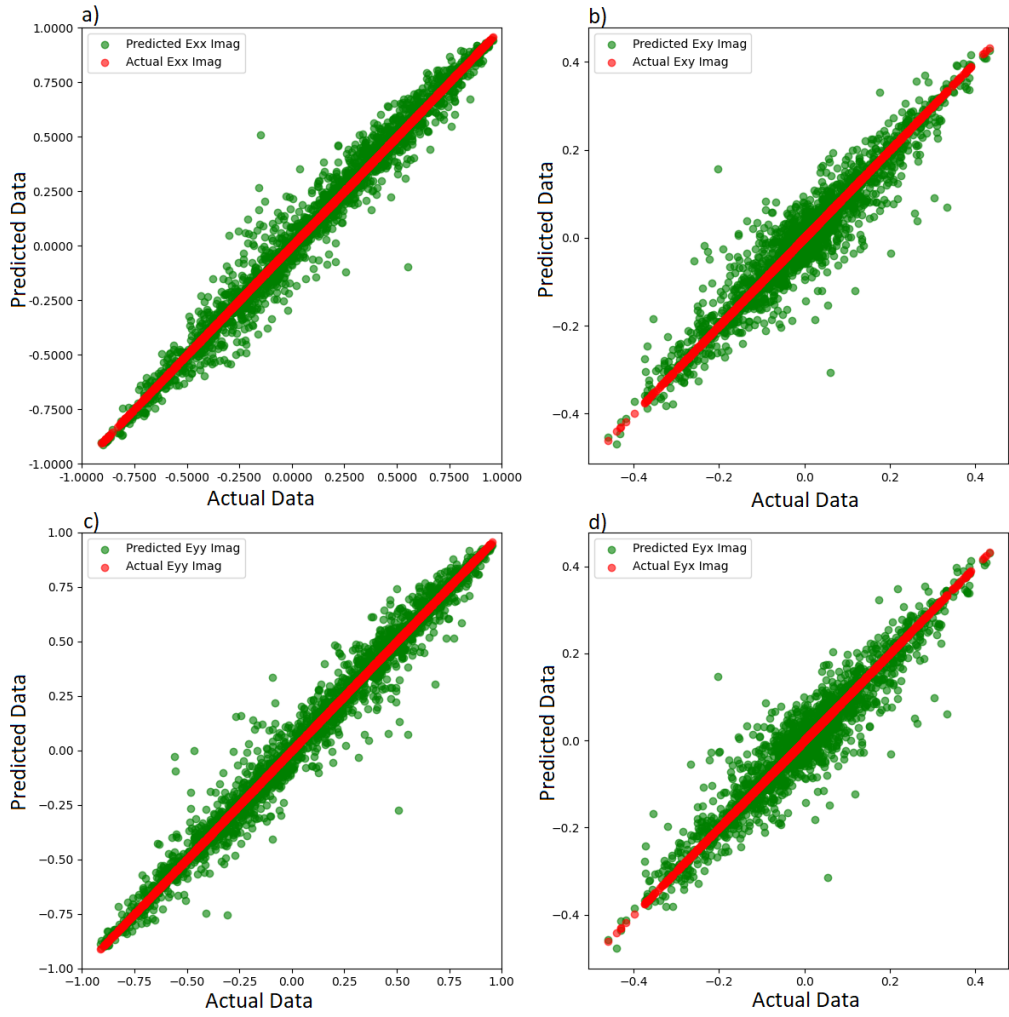 a)
Predicted Exx Imag
Actual Exx Imag
1.0000
0.7500
0.5000
0.2500
0.0000
-0.2500
-0.5000
-0.7500
-1.0000
-1.0000
-0.7500
-0.5000
-0.2500
0.0000
0.2500
0.5000
0.7500
1.0000
Predicted Data
Actual Data
b)
Predicted Exy Imag
Actual Exy Imag
0.4
0.2
0.0
−0.2
−0.4
−0.4
−0.2
0.0
0.2
0.4
Predicted Data
Actual Data
c)
Predicted Eyy Imag
Actual Eyy Imag
1.00
0.75
0.50
0.25
0.00
−0.25
−0.50
−0.75
−1.00
−1.00
−0.75
−0.50
−0.25
0.00
0.25
0.50
0.75
1.00
Predicted Data
Actual Data
d)
Predicted Eyx Imag
Actual Eyx Imag
0.4
0.2
0.0
−0.2
−0.4
−0.4
−0.2
0.0
0.2
0.4
Predicted Data
Actual Data